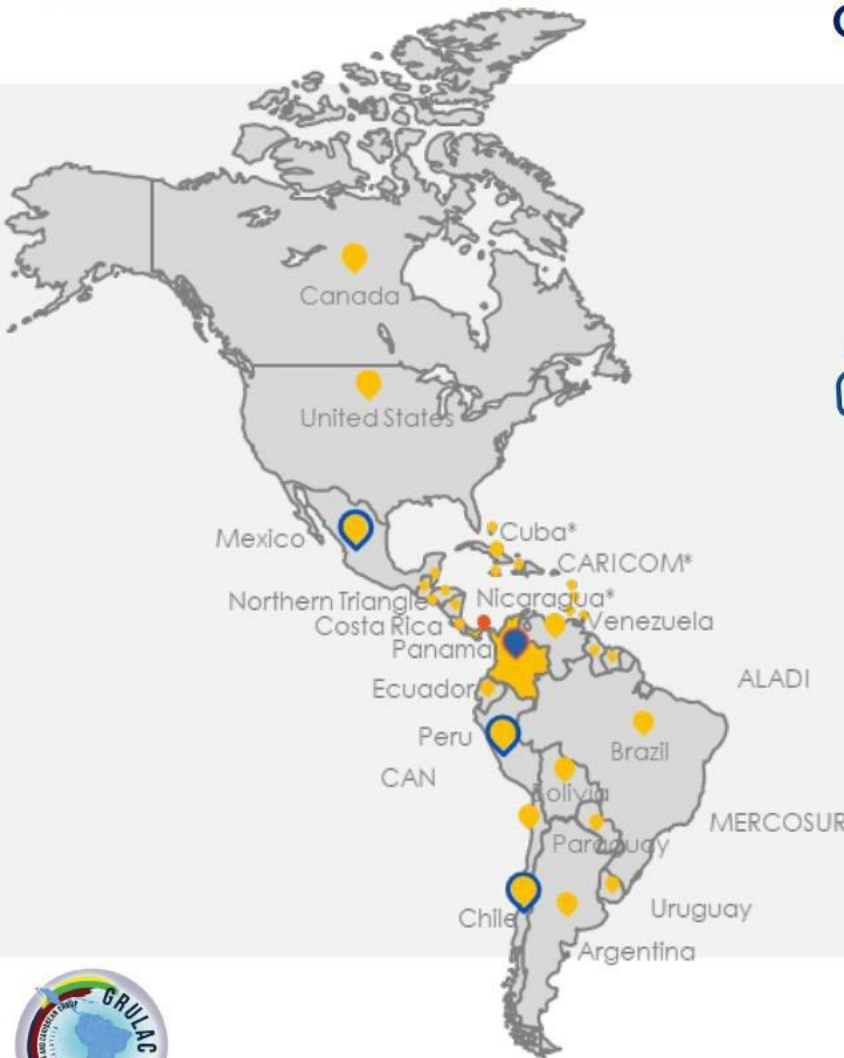 Canada
United States
Mexico
Cuba*
CARICOM*
Northern Triangle
Nicaragua*
Costa Rica
Venezuela
Panama
Ecuador
ALADI
Peru
Brazil
CAN
Bolivia
MERCOSUR
Paraguay
Chile
Uruguay
Argentina
GRULAC